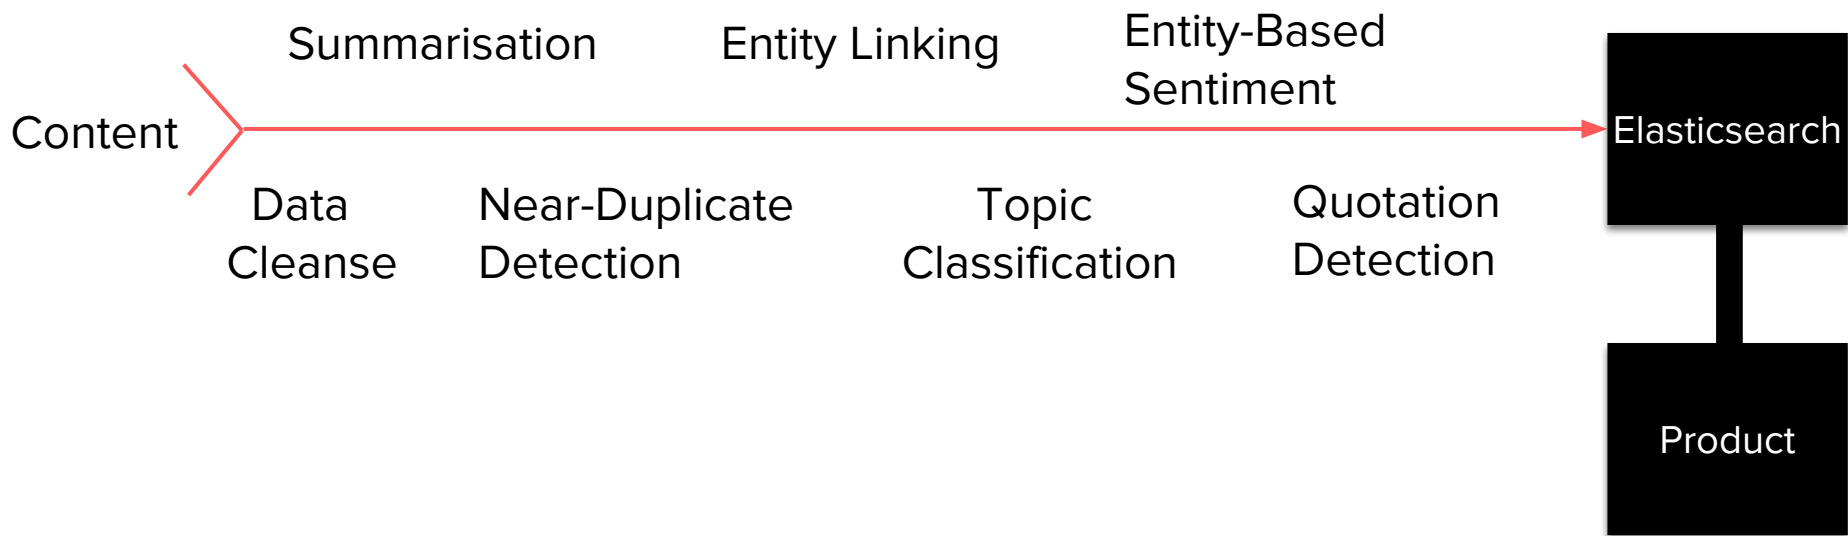 Summarisation
Entity Linking
Entity-Based
Sentiment
Content
Elasticsearch
Data
Cleanse
Near-Duplicate
Detection
Topic
Classification
Quotation
Detection
Product